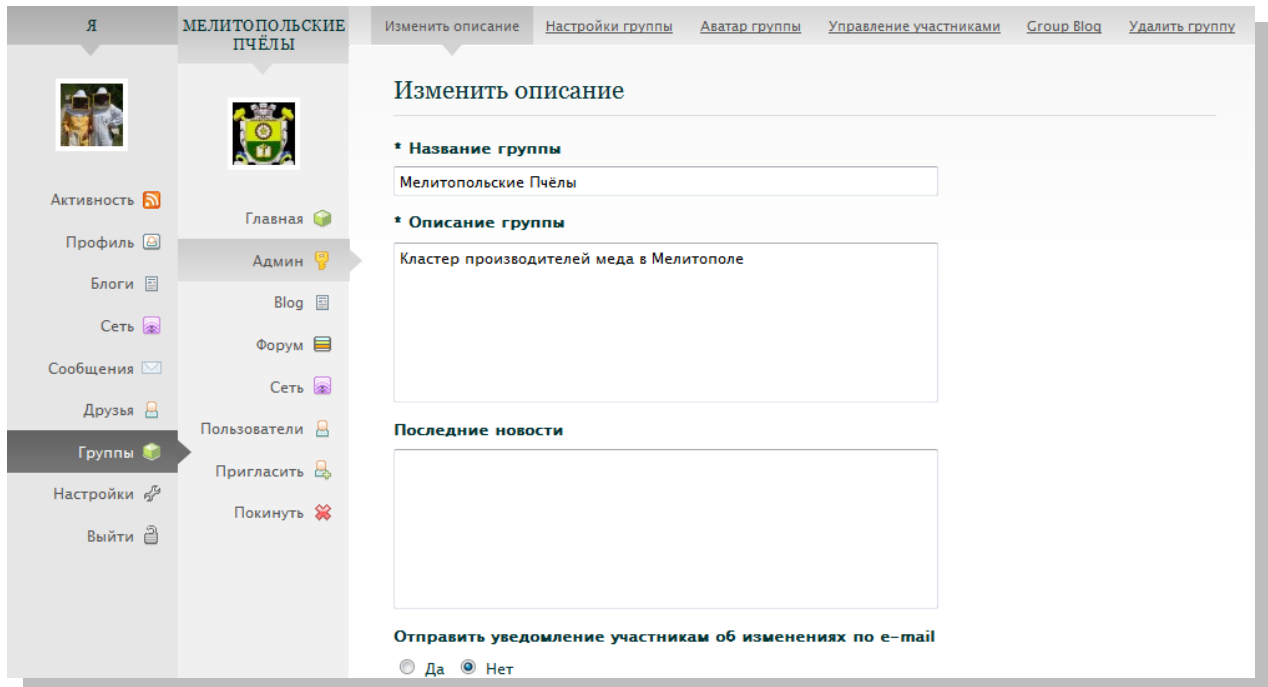 Я
Активность
Профиль
Блоги
Сеть
Сообщения
Друзья
Группы
Настройки
Выйти
МЕЛИТОПОЛЬСКИЕ
ПЧЁЛЫ
Главная
Админ
Blog
Форум
Сеть
Пользователи
Пригласить
Покинуть
Изменить описание Настройки группы Аватар группы Управление участниками Group Blog Удалить группу
Изменить описание
* Название группы
Мелитопольские Пчёлы
* Описание группы
Кластер производителей меда в Мелитополе
Последние новости
Отправить уведомление участникам об изменениях по e-mail
Да Нет